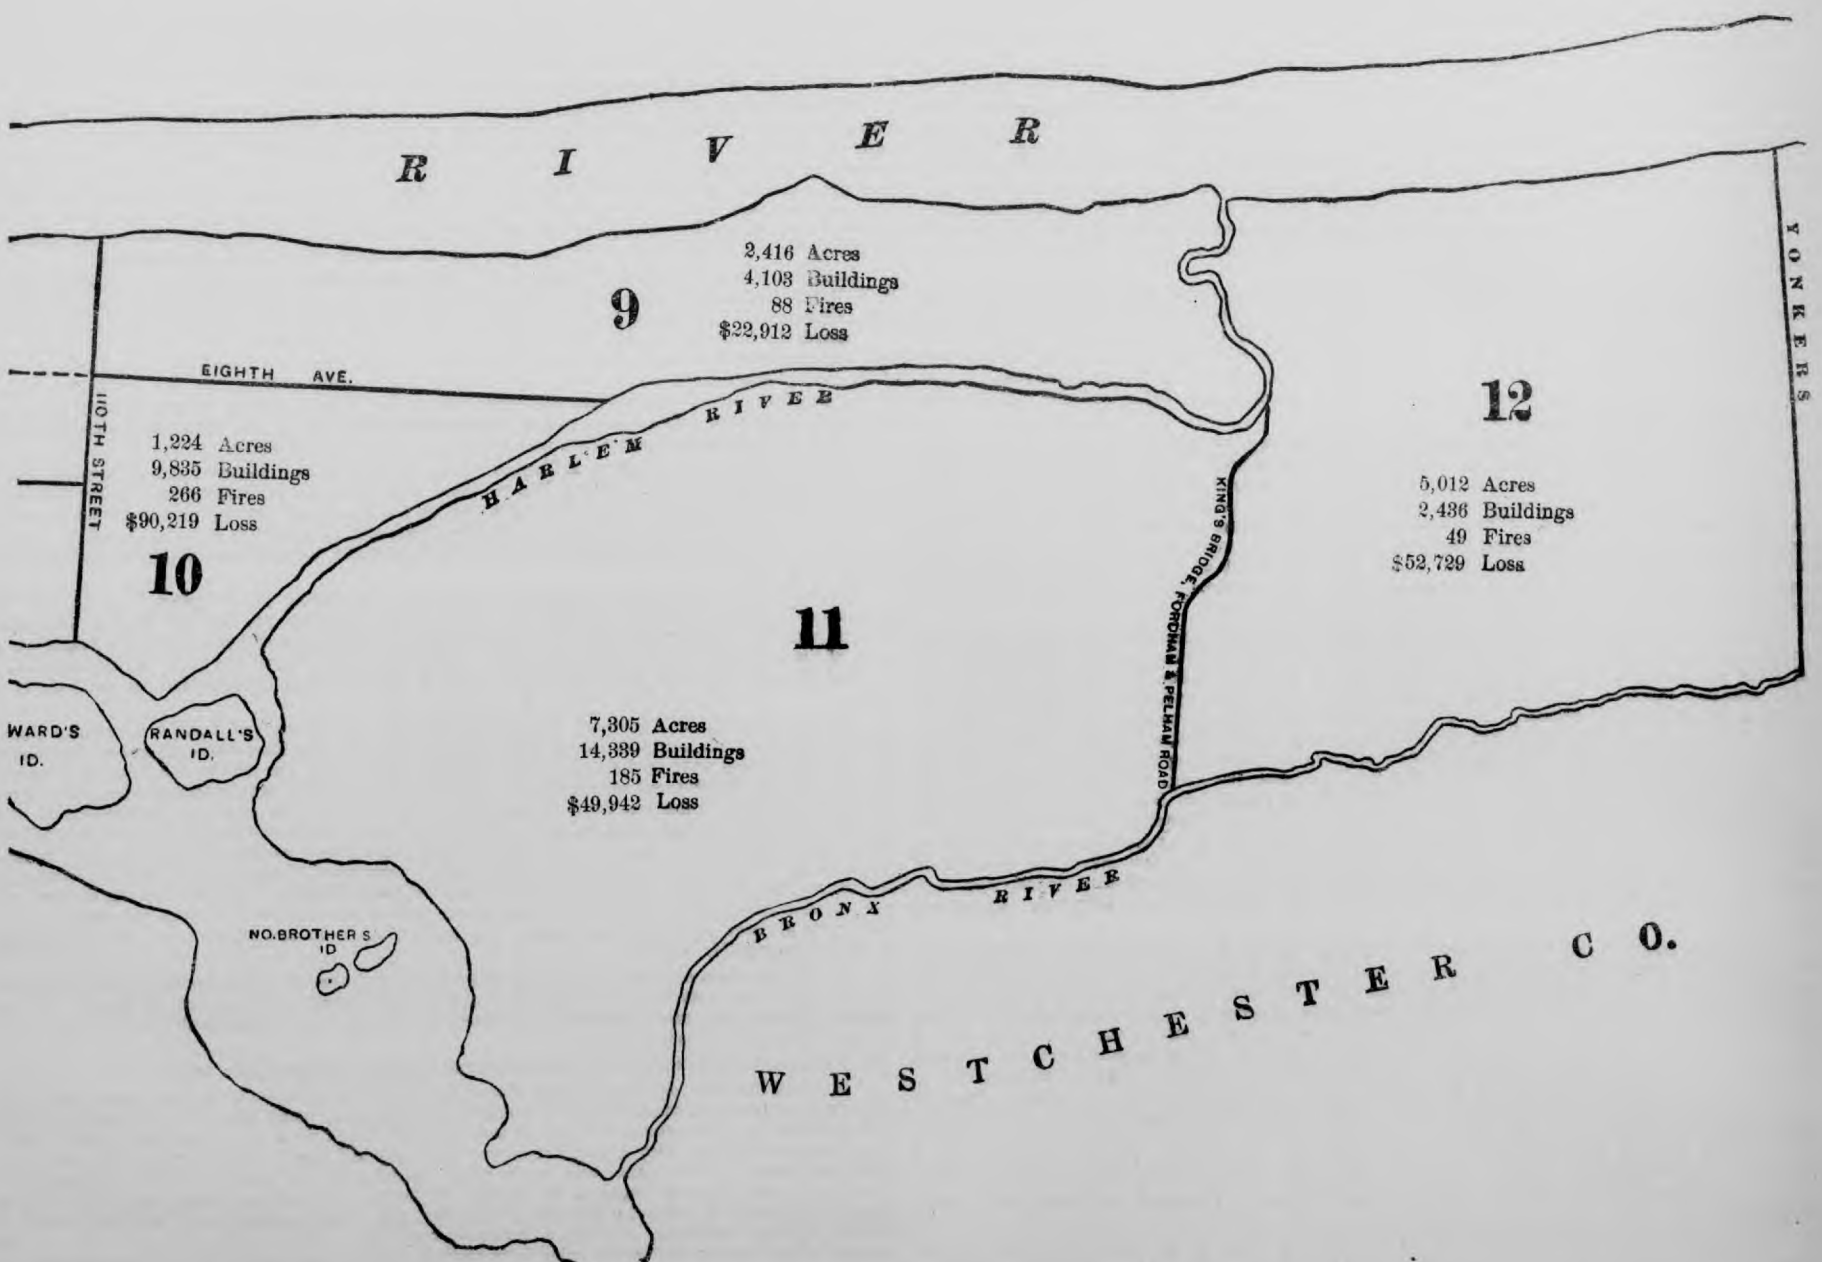 RIVER
9
2,416 Acres
4,103 Buildings
88 Fires
$22,912 Loss
EIGHTH AVE.
110TH STREET
1,224 Acres
9,835 Buildings
266 Fires
$90,219 Loss
10
HARLEM RIVER
11
7,305 Acres
14,339 Buildings
185 Fires
$49,942 Loss
KING'S BRIDGE, FORDHAM & PELHAM ROAD
12
5,012 Acres
2,436 Buildings
49 Fires
$52,729 Loss
YONKERS
WARD'S
ID.
RANDALL'S
ID.
NO. BROTHERS
ID
BRONX RIVER
WESTCHESTER CO.